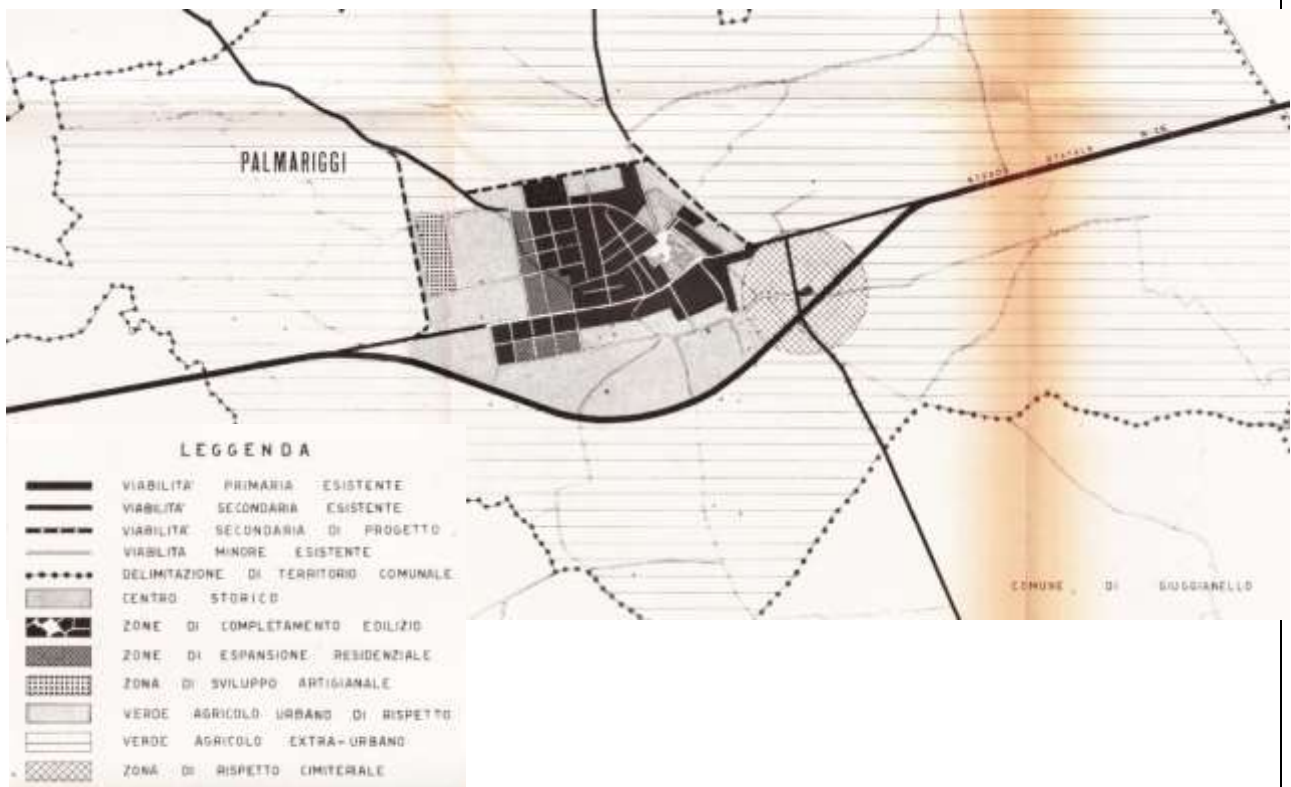 PALMARIGGI
STRADA STATALE N. 16
COMUNE DI GIUGGIANELLO
LEGGENDA
VIABILITA' PRIMARIA ESISTENTE
VIABILITA' SECONDARIA ESISTENTE
VIABILITA' SECONDARIA DI PROGETTO
VIABILITA MINORE ESISTENTE
DELIMITAZIONE DI TERRITORIO COMUNALE
CENTRO STORICO
ZONE DI COMPLETAMENTO EDILIZIO
ZONE DI ESPANSIONE RESIDENZIALE
ZONA DI SVILUPPO ARTIGIANALE
VERDE AGRICOLO URBANO DI RISPETTO
VERDE AGRICOLO EXTRA-URBANO
ZONA DI RISPETTO CIMITERIALE